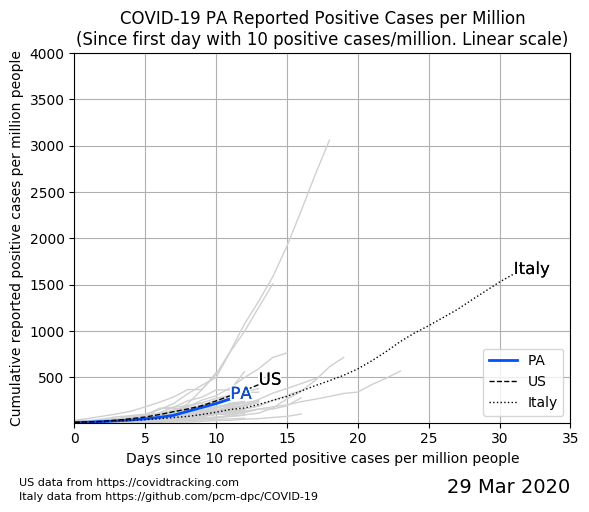 COVID-19 PA Reported Positive Cases per Million
(Since first day with 10 positive cases/million. Linear scale)
Cumulative reported positive cases per million people
4000
3500
3000
2500
2000
1500
1000
500
Italy
US
PA
PA
US
Italy
0 5 10 15 20 25 30 35
Days since 10 reported positive cases per million people
US data from https://covidtracking.com
Italy data from https://github.com/pcm-dpc/COVID-19
29 Mar 2020